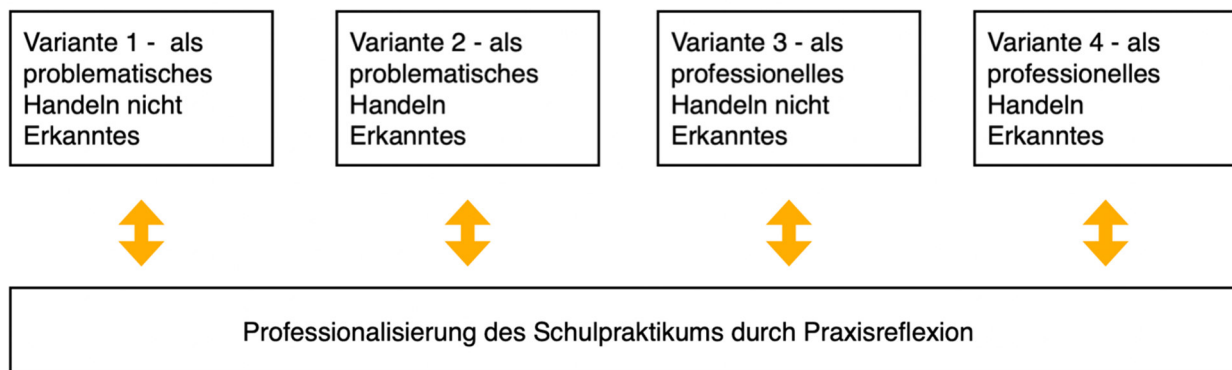 Variante 1 - als
problematisches
Handeln nicht
Erkanntes
Variante 2 - als
problematisches
Handeln
Erkanntes
Variante 3 - als
professionelles
Handeln nicht
Erkanntes
Variante 4 - als
professionelles
Handeln
Erkanntes
Professionalisierung des Schulpraktikums durch Praxisreflexion